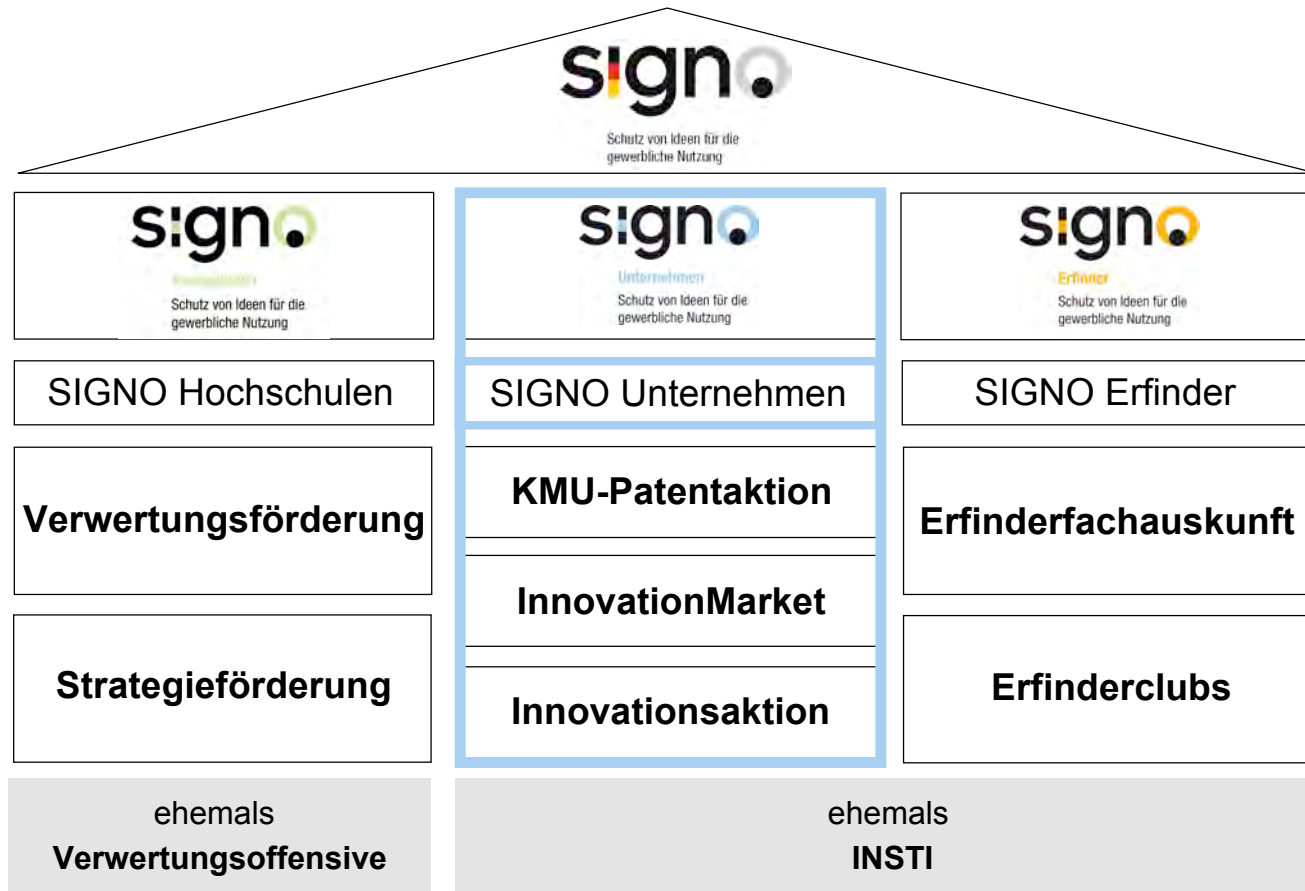 signo
Schutz von Ideen für die
gewerbliche Nutzung
signo
Schutz von Ideen für die
gewerbliche Nutzung
SIGNO Hochschulen
Verwertungsförderung
Strategieförderung
ehemals
Verwertungsoffensive
signo
Unternehmen
Schutz von Ideen für die
gewerbliche Nutzung
SIGNO Unternehmen
KMU-Patentaktion
InnovationMarket
Innovationsaktion
signo
Erfinder
Schutz von Ideen für die
gewerbliche Nutzung
SIGNO Erfinder
Erfinderfachauskunft
Erfinderclubs
ehemals
INSTI